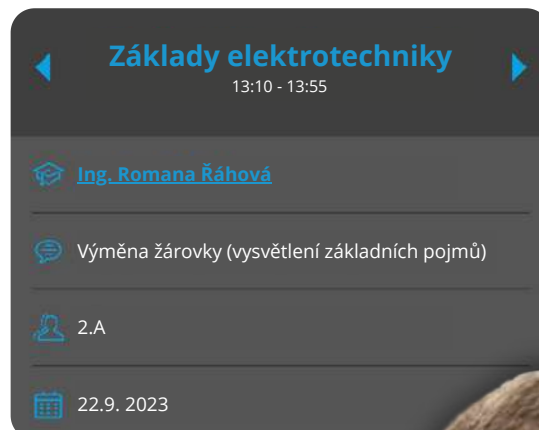 Základy elektrotechniky
13:10 - 13:55
Ing. Romana Řáhová
Výměna žárovky (vysvětlení základních pojmů)
2.A
22.9. 2023